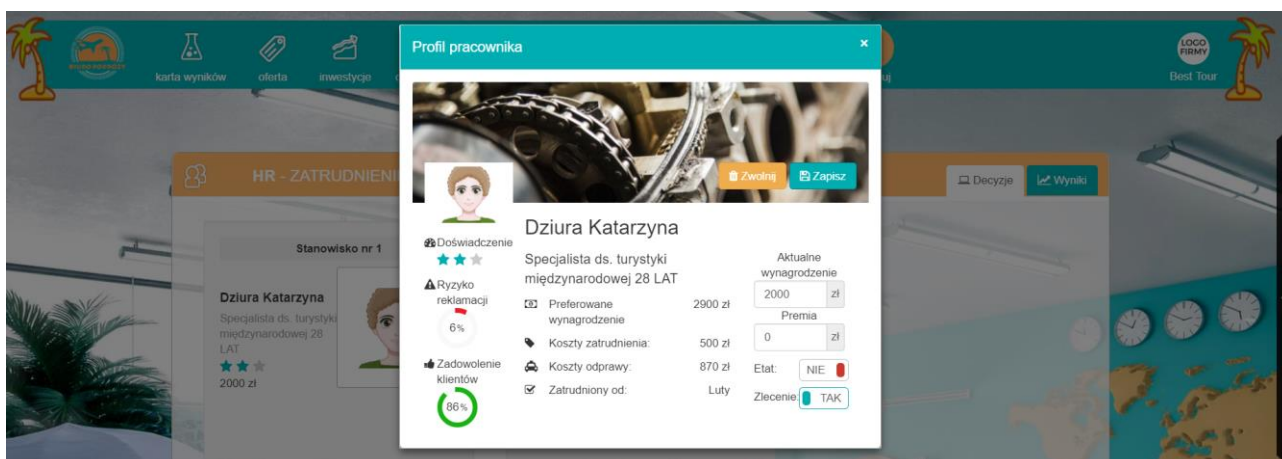 LOGO
FIRMY
BIURO PODRÓŻY
karta wyników
oferta
inwestycje
Best Tour
Profil pracownika
×
HR - ZATRUDNIENI
Decyzje
Wyniki
Stanowisko nr 1
Dziura Katarzyna
Specjalista ds. turystyki
międzynarodowej 28
LAT
2000 zł
Zwolnij
Zapisz
Doświadczenie
Ryzyko
reklamacji
6%
Zadowolenie
klientów
86%
Dziura Katarzyna
Specjalista ds. turystyki
międzynarodowej 28 LAT
Preferowane
wynagrodzenie
2900 zł
Koszty zatrudnienia:
500 zł
Koszty odprawy:
870 zł
Zatrudniony od:
Luty
Aktualne
wynagrodzenie
2000 zł
Premia
0 zł
Etat: NIE
Zlecenie: TAK